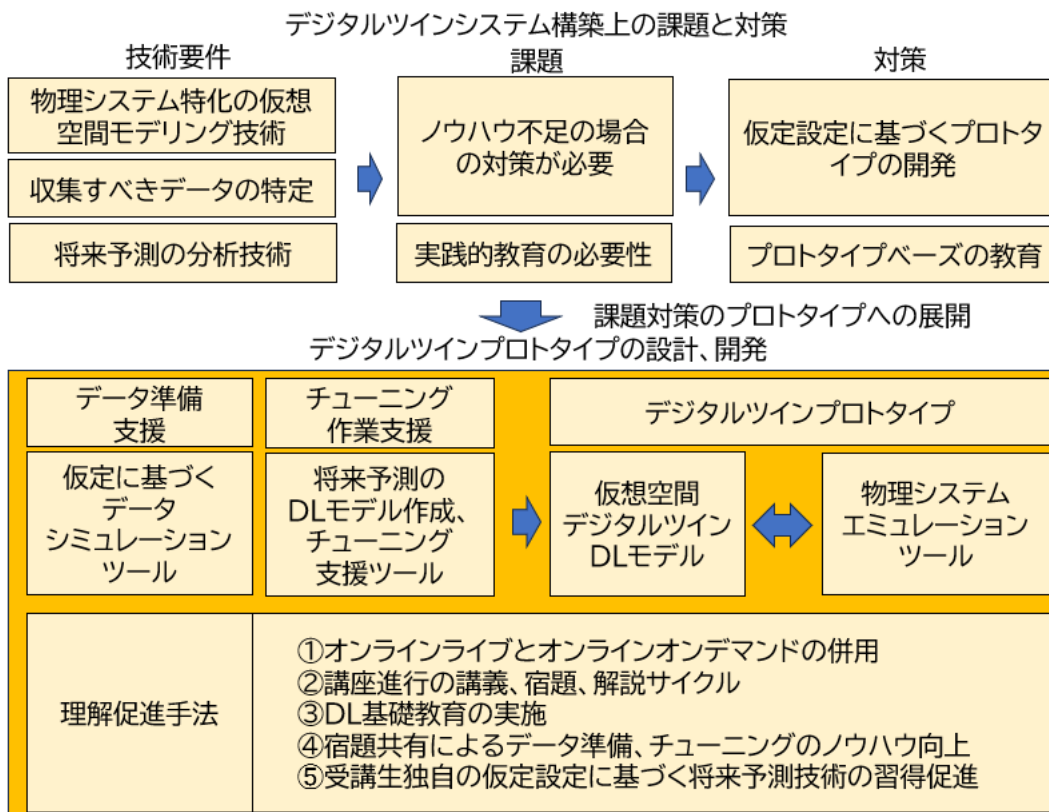 デジタルツインシステム構築上の課題と対策
技術要件
課題
対策
物理システム特化の仮想
空間モデリング技術
収集すべきデータの特定
将来予測の分析技術
ノウハウ不足の場合
の対策が必要
実践的教育の必要性
仮定設定に基づくプロトタ
イプの開発
プロトタイプベーズの教育
課題対策のプロトタイプへの展開
デジタルツインプロトタイプの設計、開発
データ準備
支援
チューニング
作業支援
デジタルツインプロトタイプ
仮定に基づく
データ
シミュレーション
ツール
将来予測の
DLモデル作成、
チューニング
支援ツール
仮想空間
デジタルツイン
DLモデル
物理システム
エミュレーション
ツール
理解促進手法
①オンラインライブとオンラインオンデマンドの併用
②講座進行の講義、宿題、解説サイクル
③DL基礎教育の実施
④宿題共有によるデータ準備、チューニングのノウハウ向上
⑤受講生独自の仮定設定に基づく将来予測技術の習得促進